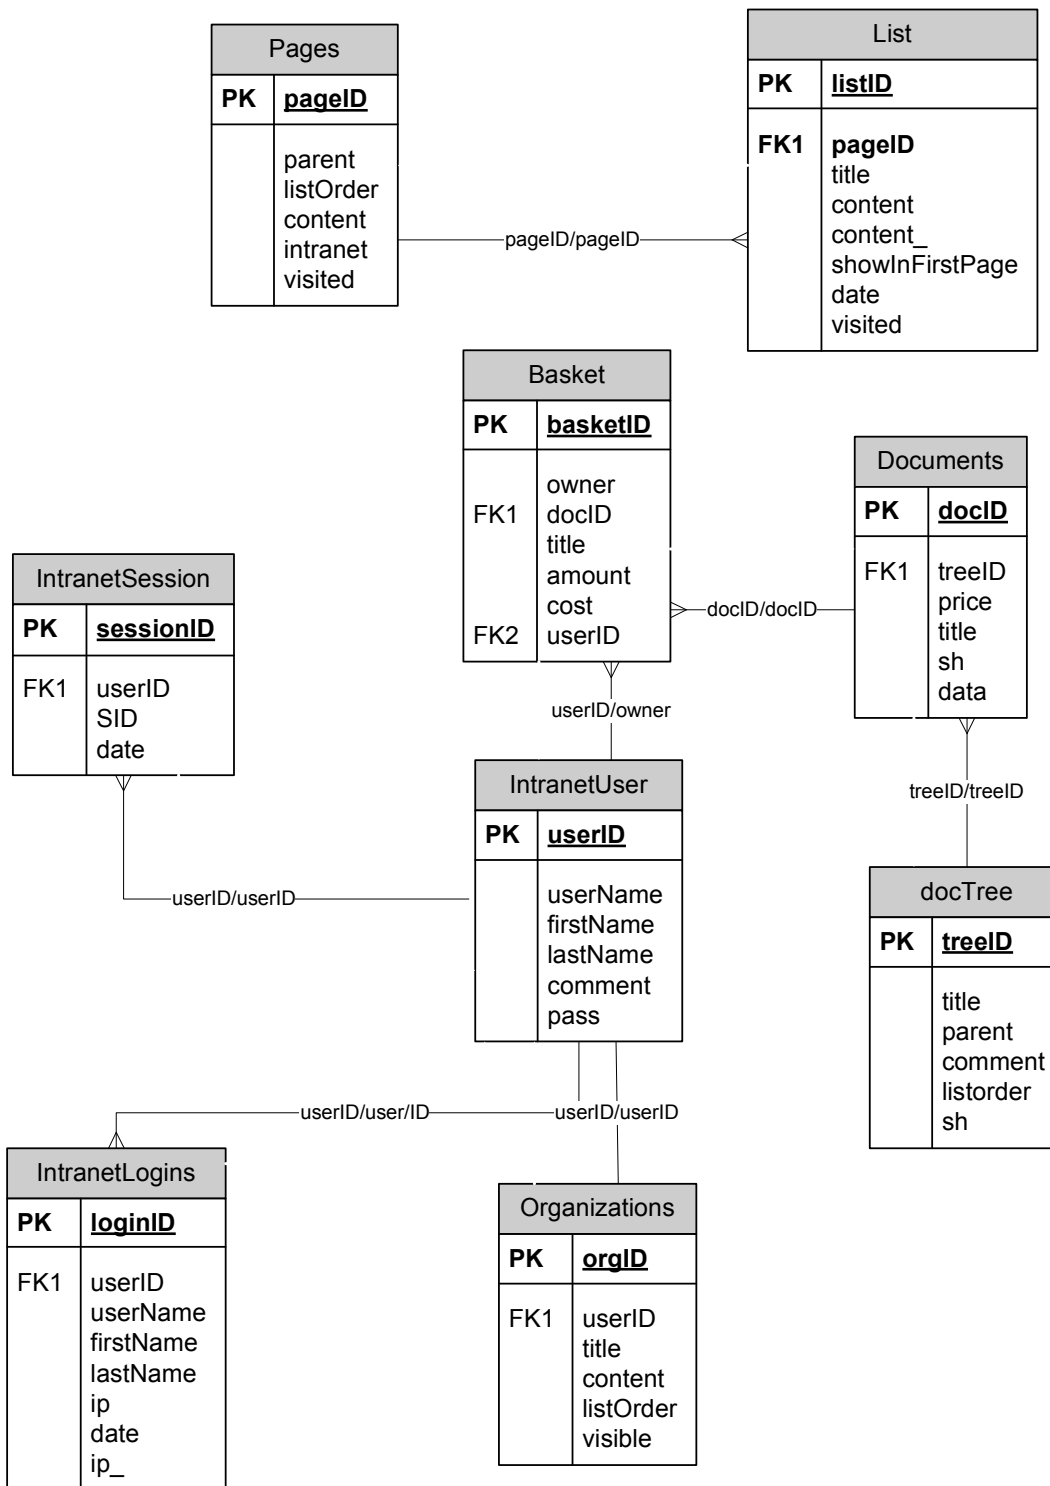 Pages
PK pageID
parent
listOrder
content
intranet
visited
List
PK listID
FK1 pageID
title
content
content_
showInFirstPage
date
visited
pageID/pageID
Basket
PK basketID
owner
FK1 docID
title
amount
cost
FK2 userID
Documents
PK docID
FK1 treeID
price
title
sh
data
docID/docID
IntranetSession
PK sessionID
FK1 userID
SID
date
userID/owner
IntranetUser
PK userID
userName
firstName
lastName
comment
pass
treeID/treeID
userID/userID
docTree
PK treeID
title
parent
comment
listorder
sh
userID/user/ID
userID/userID
IntranetLogins
PK loginID
FK1 userID
userName
firstName
lastName
ip
date
ip_
Organizations
PK orgID
FK1 userID
title
content
listOrder
visible